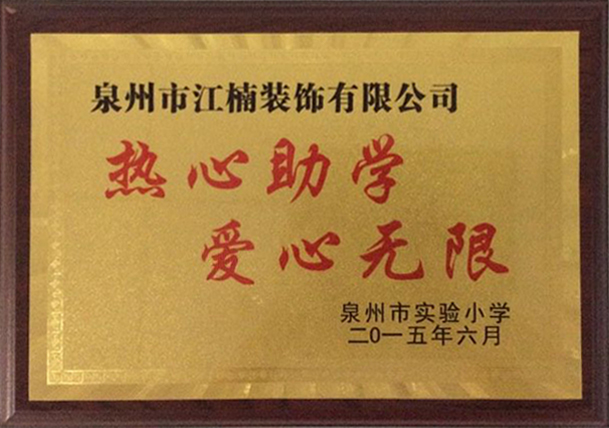 泉州市江楠装饰有限公司
热心助学
爱心无限
泉州市实验小学
二0一五年六月